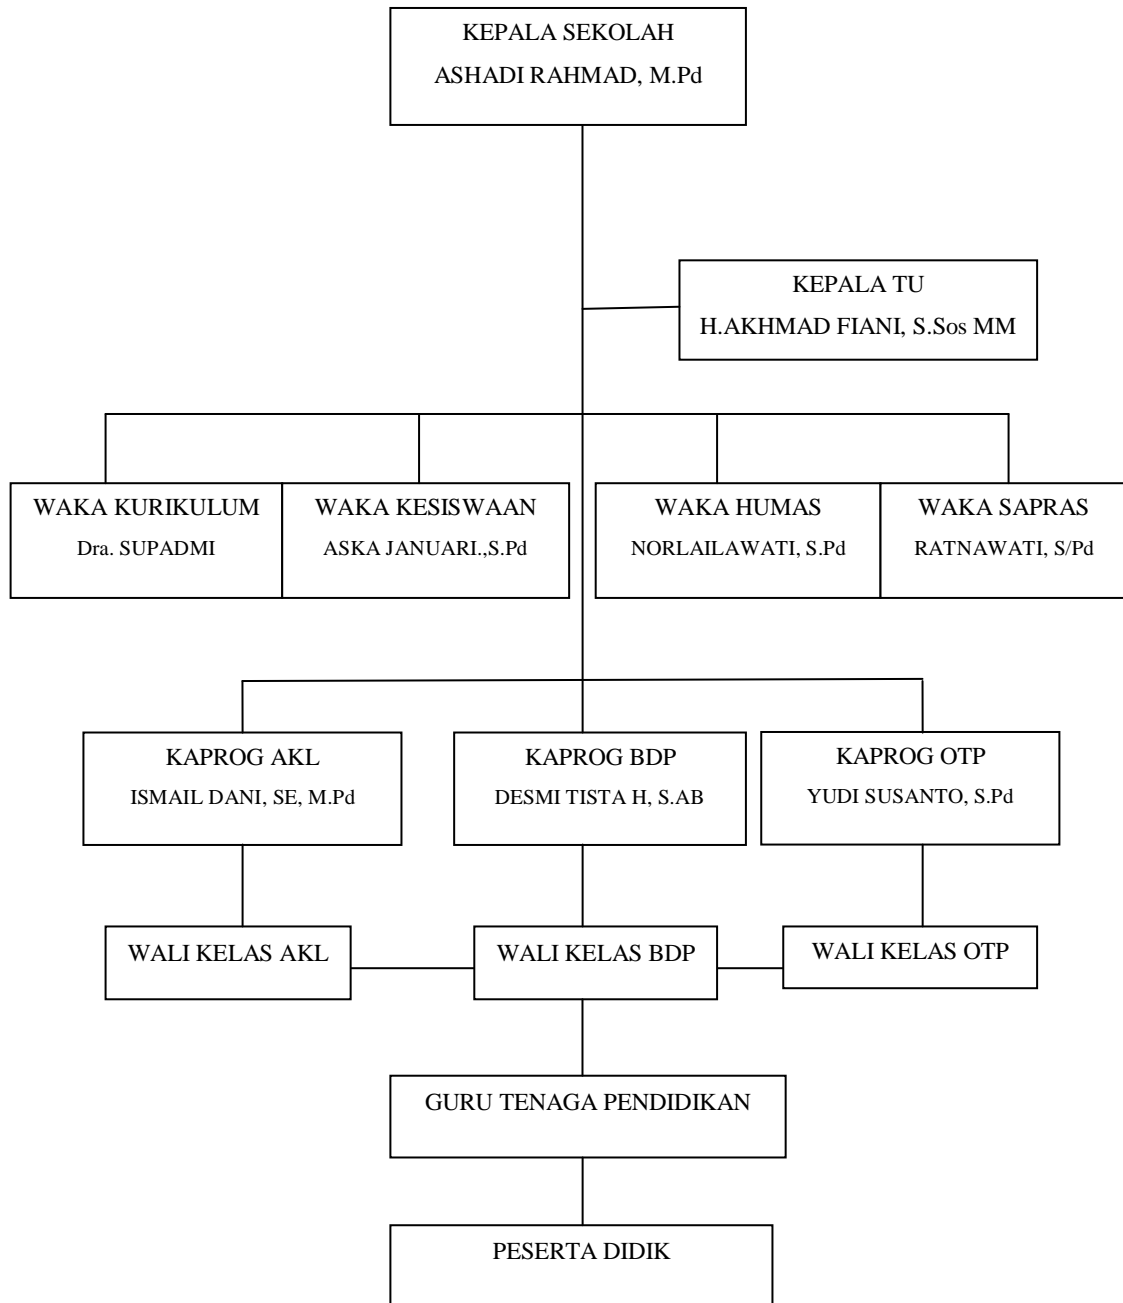 KEPALA SEKOLAH
ASHADI RAHMAD, M.Pd
KEPALA TU
H.AKHMAD FIANI, S.Sos MM
WAKA KURIKULUM
Dra. SUPADMI
WAKA KESISWAAN
ASKA JANUARI.,S.Pd
WAKA HUMAS
NORLAILAWATI, S.Pd
WAKA SAPRAS
RATNAWATI, S/Pd
KAPROG AKL
ISMAIL DANI, SE, M.Pd
KAPROG BDP
DESMI TISTA H, S.AB
KAPROG OTP
YUDI SUSANTO, S.Pd
WALI KELAS AKL
WALI KELAS BDP
WALI KELAS OTP
GURU TENAGA PENDIDIKAN
PESERTA DIDIK